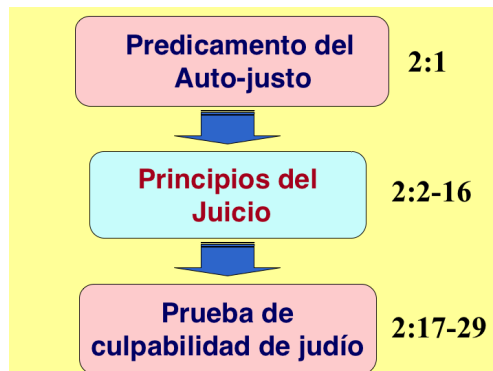 Predicamento del
Auto-justo
2:1
Principios del
Juicio
2:2-16
Prueba de
culpabilidad de judío
2:17-29